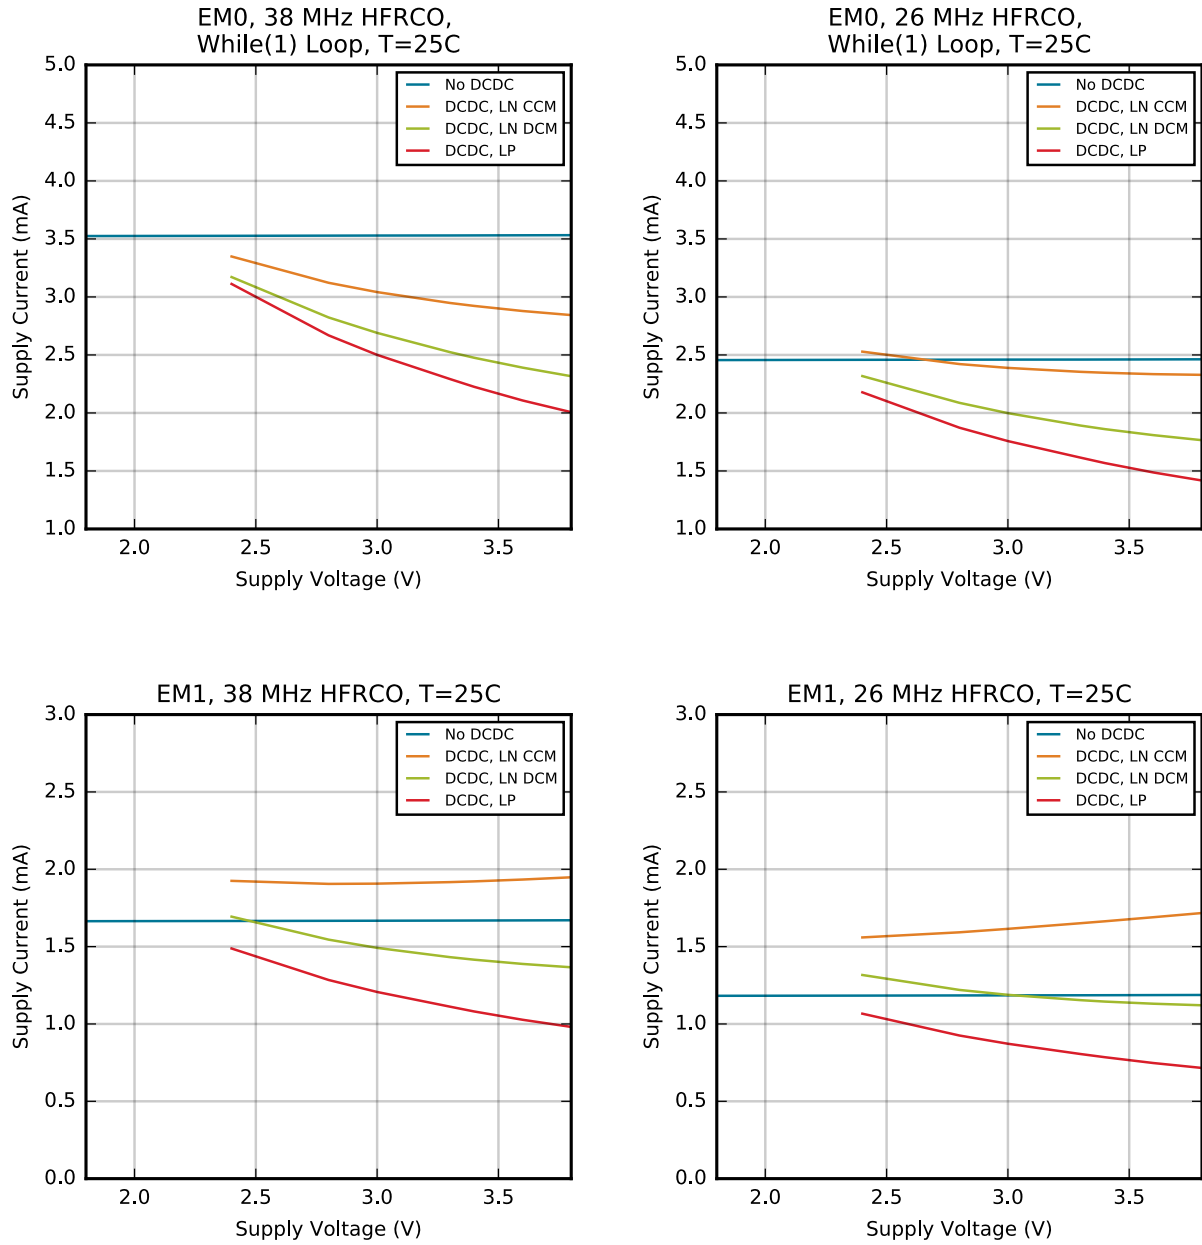 EM0, 38 MHz HFRCO,
While(1) Loop, T=25C
5.0
4.5
4.0
3.5
3.0
2.5
2.0
1.5
1.0
Supply Current (mA)
No DCDC
DCDC, LN CCM
DCDC, LN DCM
DCDC, LP
2.0 2.5 3.0 3.5
Supply Voltage (V)
EM0, 26 MHz HFRCO,
While(1) Loop, T=25C
5.0
4.5
4.0
3.5
3.0
2.5
2.0
1.5
1.0
Supply Current (mA)
No DCDC
DCDC, LN CCM
DCDC, LN DCM
DCDC, LP
2.0 2.5 3.0 3.5
Supply Voltage (V)
EM1, 38 MHz HFRCO, T=25C
3.0
2.5
2.0
1.5
1.0
0.5
0.0
Supply Current (mA)
No DCDC
DCDC, LN CCM
DCDC, LN DCM
DCDC, LP
2.0 2.5 3.0 3.5
Supply Voltage (V)
EM1, 26 MHz HFRCO, T=25C
3.0
2.5
2.0
1.5
1.0
0.5
0.0
Supply Current (mA)
No DCDC
DCDC, LN CCM
DCDC, LN DCM
DCDC, LP
2.0 2.5 3.0 3.5
Supply Voltage (V)